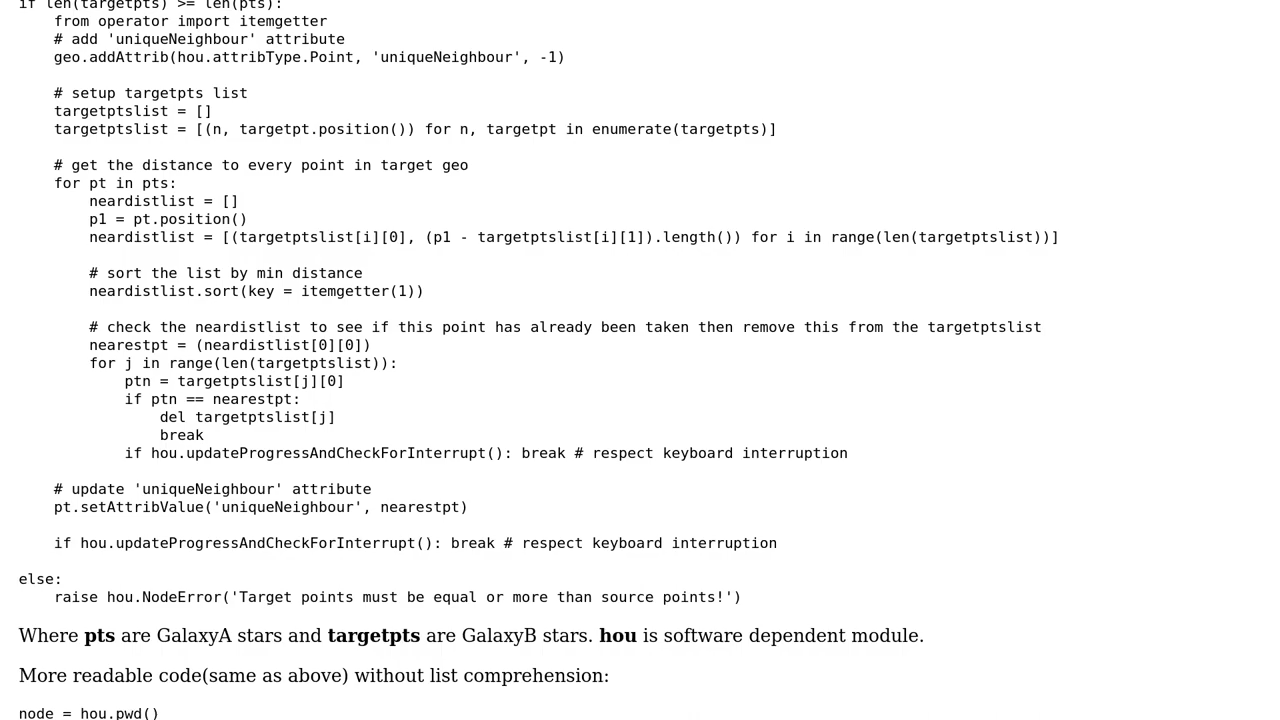 if len(targetpts) >= len(pts):
    from operator import itemgetter
    # add 'uniqueNeighbour' attribute
    geo.addAttrib(hou.attribType.Point, 'uniqueNeighbour', -1)

    # setup targetpts list
    targetptslist = []
    targetptslist = [(n, targetpt.position()) for n, targetpt in enumerate(targetpts)]

    # get the distance to every point in target geo
    for pt in pts:
        neardistlist = []
        p1 = pt.position()
        neardistlist = [(targetptslist[i][0], (p1 - targetptslist[i][1]).length()) for i in range(len(targetptslist))]

        # sort the list by min distance
        neardistlist.sort(key = itemgetter(1))

        # check the neardistlist to see if this point has already been taken then remove this from the targetptslist
        nearestpt = (neardistlist[0][0])
        for j in range(len(targetptslist)):
            ptn = targetptslist[j][0]
            if ptn == nearestpt:
                del targetptslist[j]
                break
            if hou.updateProgressAndCheckForInterrupt(): break # respect keyboard interruption

    # update 'uniqueNeighbour' attribute
    pt.setAttribValue('uniqueNeighbour', nearestpt)

    if hou.updateProgressAndCheckForInterrupt(): break # respect keyboard interruption

else:
    raise hou.NodeError('Target points must be equal or more than source points!')
Where pts are GalaxyA stars and targetpts are GalaxyB stars. hou is software dependent module.
More readable code(same as above) without list comprehension:
node = hou.pwd()